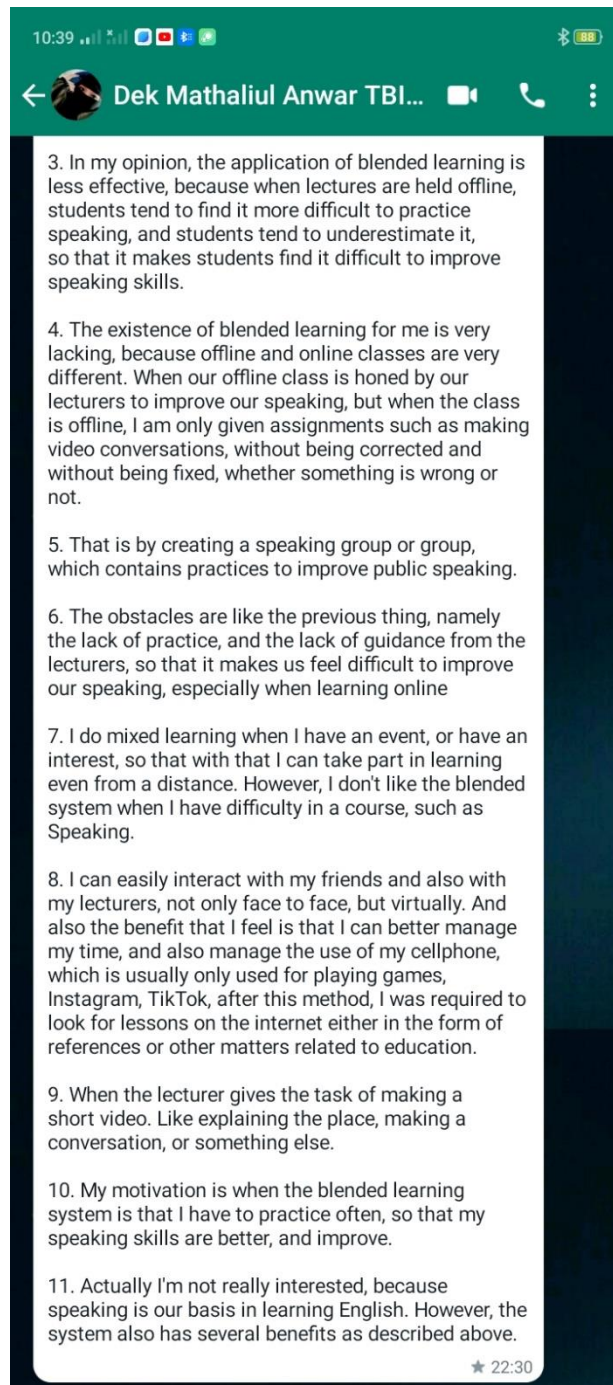 10:39
88
Dek Mathaliul Anwar TBI...
3. In my opinion, the application of blended learning is
less effective, because when lectures are held offline,
students tend to find it more difficult to practice
speaking, and students tend to underestimate it,
so that it makes students find it difficult to improve
speaking skills.
4. The existence of blended learning for me is very
lacking, because offline and online classes are very
different. When our offline class is honed by our
lecturers to improve our speaking, but when the class
is offline, I am only given assignments such as making
video conversations, without being corrected and
without being fixed, whether something is wrong or
not.
5. That is by creating a speaking group or group,
which contains practices to improve public speaking.
6. The obstacles are like the previous thing, namely
the lack of practice, and the lack of guidance from the
lecturers, so that it makes us feel difficult to improve
our speaking, especially when learning online
7. I do mixed learning when I have an event, or have an
interest, so that with that I can take part in learning
even from a distance. However, I don't like the blended
system when I have difficulty in a course, such as
Speaking.
8. I can easily interact with my friends and also with
my lecturers, not only face to face, but virtually. And
also the benefit that I feel is that I can better manage
my time, and also manage the use of my cellphone,
which is usually only used for playing games,
Instagram, TikTok, after this method, I was required to
look for lessons on the internet either in the form of
references or other matters related to education.
9. When the lecturer gives the task of making a
short video. Like explaining the place, making a
conversation, or something else.
10. My motivation is when the blended learning
system is that I have to practice often, so that my
speaking skills are better, and improve.
11. Actually I'm not really interested, because
speaking is our basis in learning English. However, the
system also has several benefits as described above.
22:30